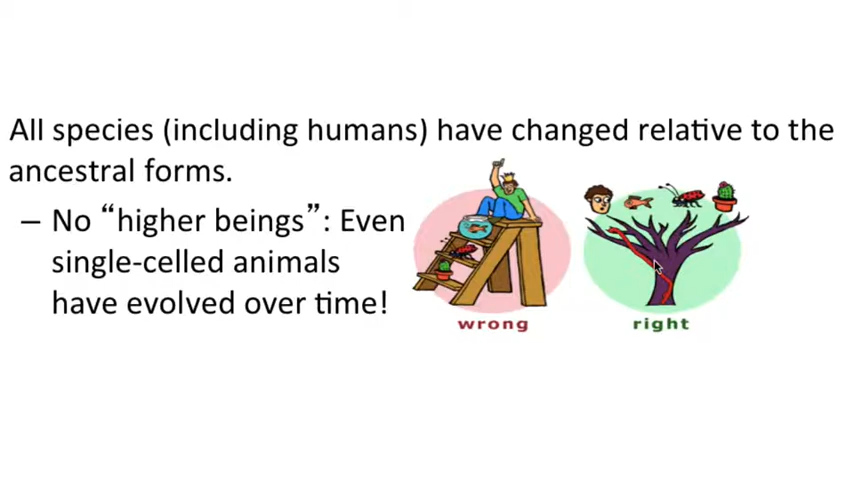 All species (including humans) have changed relative to the
ancestral forms.
– No “higher beings”: Even
single-celled animals
have evolved over time!
wrong
right